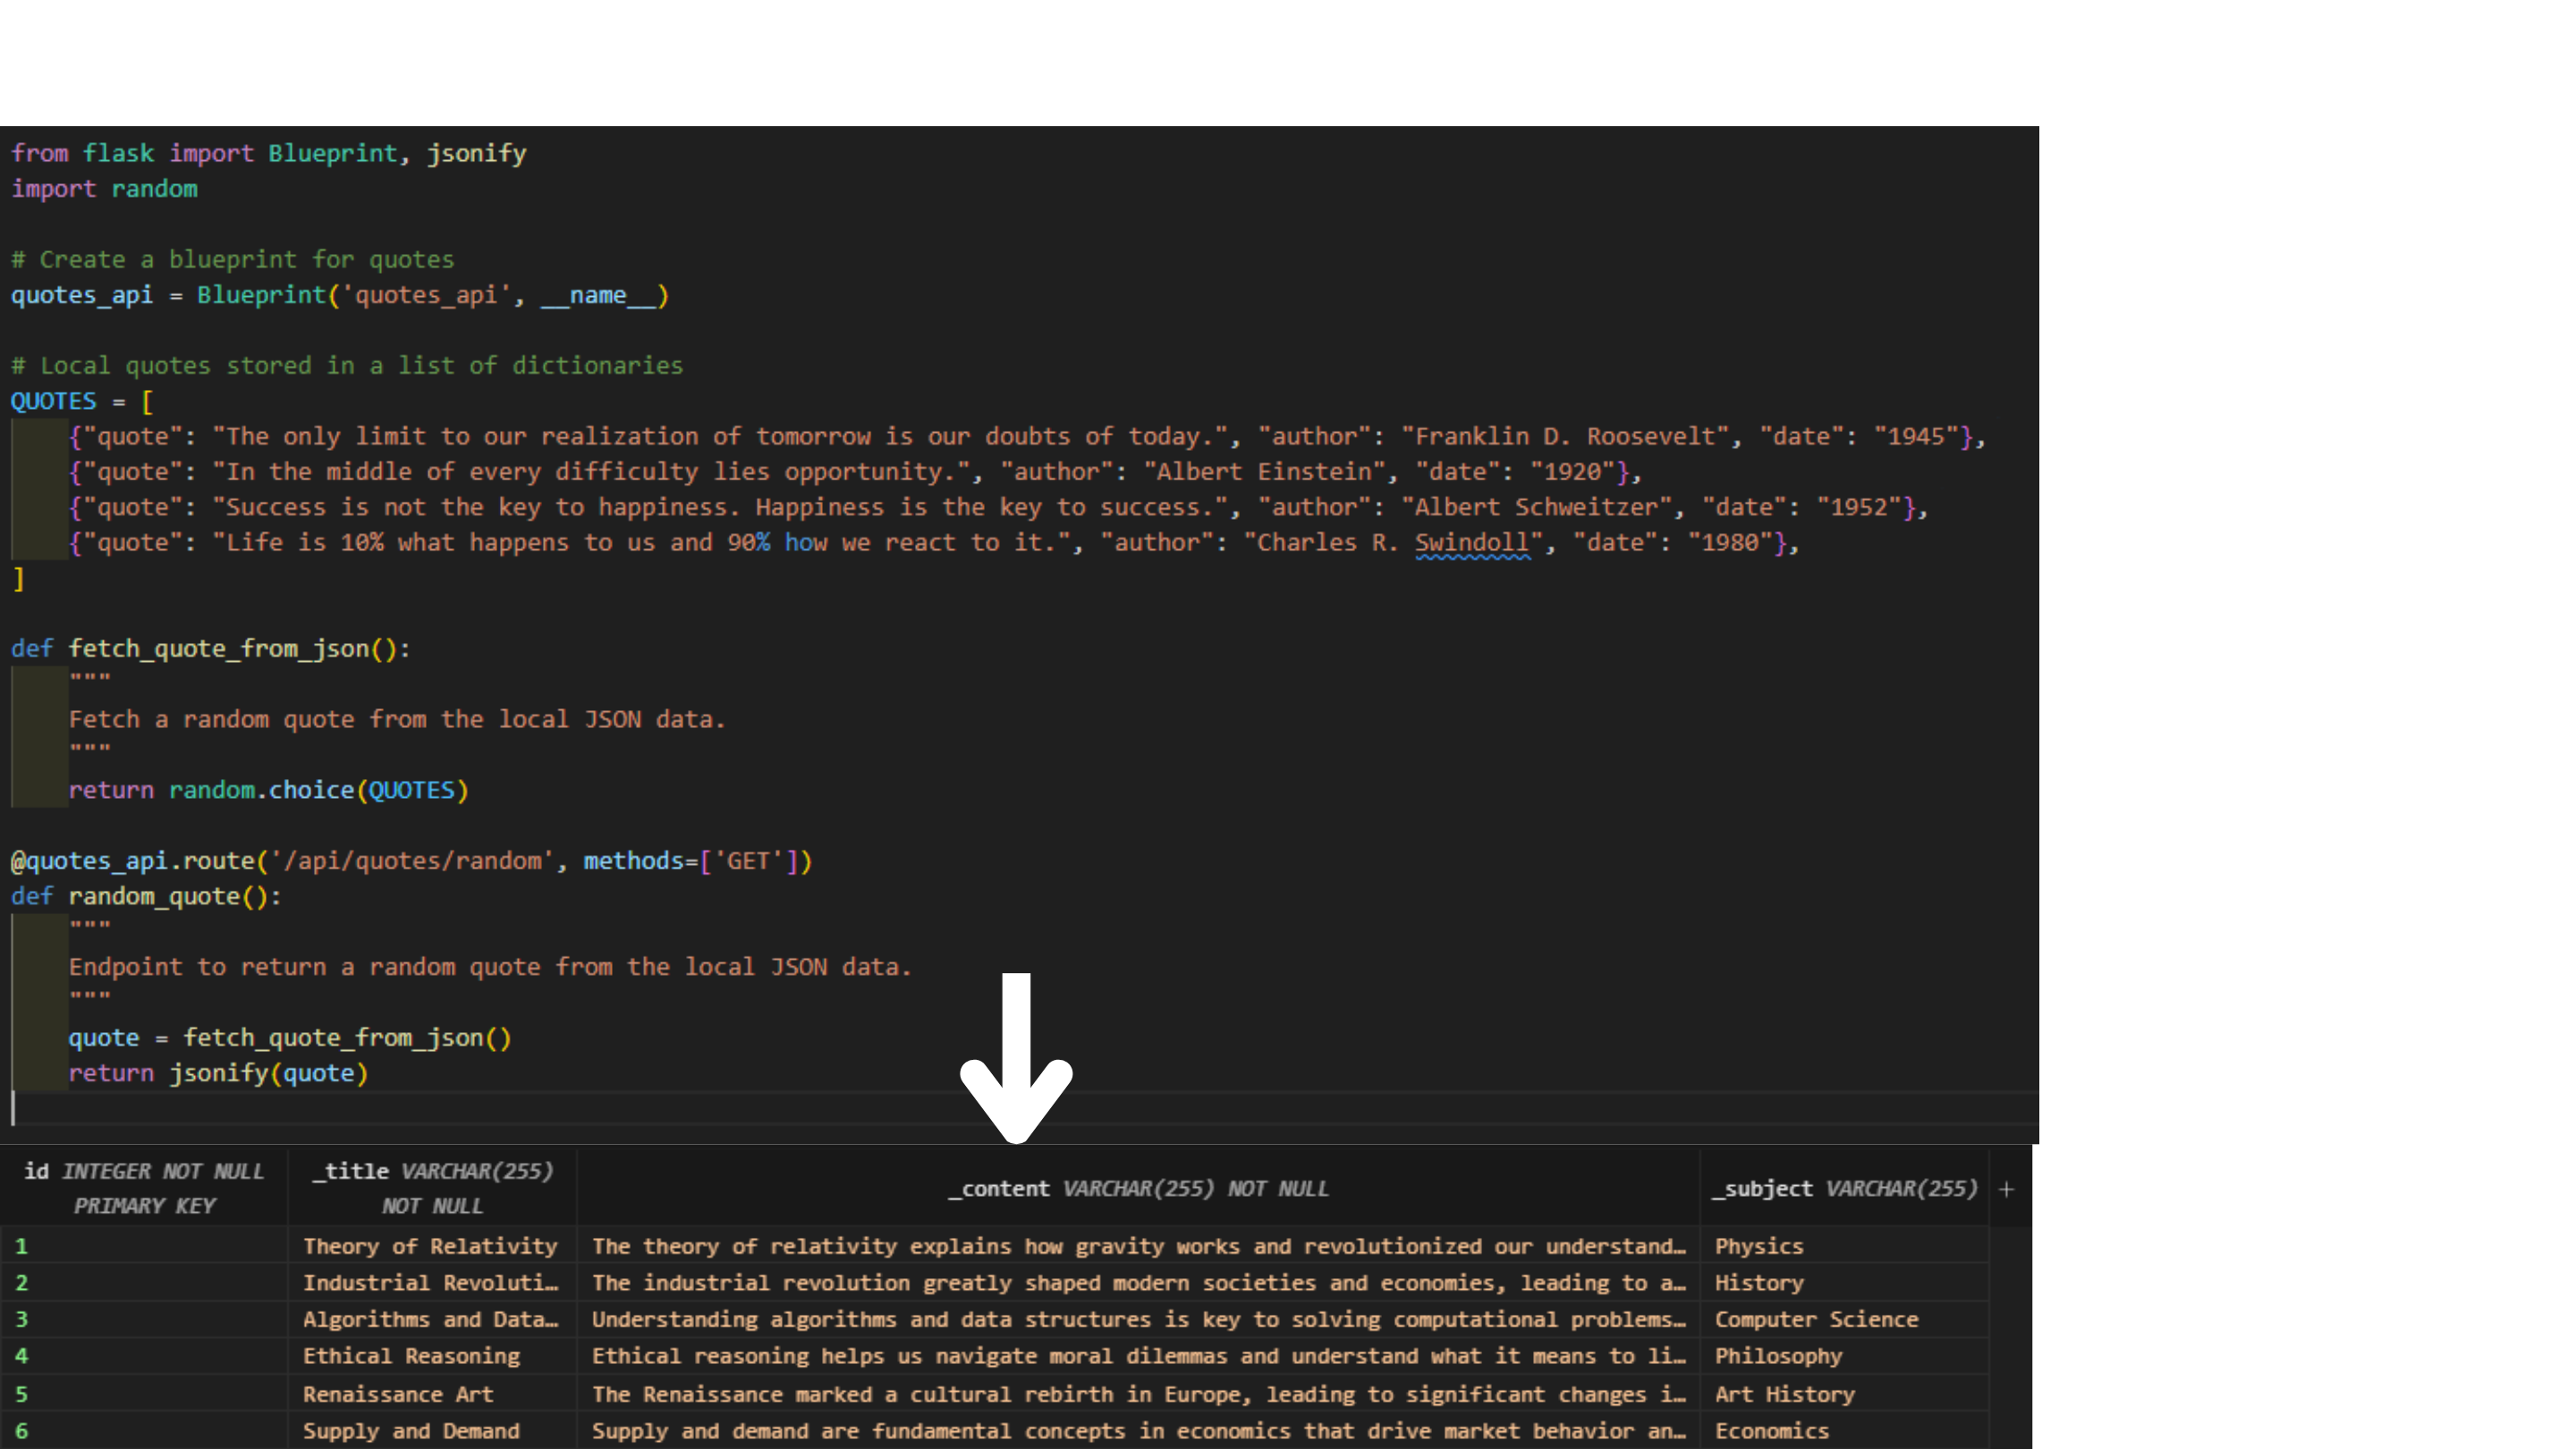 from flask import Blueprint, jsonify
import random
# Create a blueprint for quotes
quotes_api = Blueprint('quotes_api', __name__)
# Local quotes stored in a list of dictionaries
QUOTES = [
    {"quote": "The only limit to our realization of tomorrow is our doubts of today.", "author": "Franklin D. Roosevelt", "date": "1945"},
    {"quote": "In the middle of every difficulty lies opportunity.", "author": "Albert Einstein", "date": "1920"},
    {"quote": "Success is not the key to happiness. Happiness is the key to success.", "author": "Albert Schweitzer", "date": "1952"},
    {"quote": "Life is 10% what happens to us and 90% how we react to it.", "author": "Charles R. Swindoll", "date": "1980"},
]
def fetch_quote_from_json():
    """
    Fetch a random quote from the local JSON data.
    """
    return random.choice(QUOTES)
@quotes_api.route('/api/quotes/random', methods=['GET'])
def random_quote():
    """
    Endpoint to return a random quote from the local JSON data.
    """
    quote = fetch_quote_from_json()
    return jsonify(quote)
id INTEGER NOT NULL PRIMARY KEY _title VARCHAR(255) NOT NULL _content VARCHAR(255) NOT NULL _subject VARCHAR(255) +
1 Theory of Relativity The theory of relativity explains how gravity works and revolutionized our understand… Physics
2 Industrial Revoluti… The industrial revolution greatly shaped modern societies and economies, leading to a… History
3 Algorithms and Data… Understanding algorithms and data structures is key to solving computational problems… Computer Science
4 Ethical Reasoning Ethical reasoning helps us navigate moral dilemmas and understand what it means to li… Philosophy
5 Renaissance Art The Renaissance marked a cultural rebirth in Europe, leading to significant changes i… Art History
6 Supply and Demand Supply and demand are fundamental concepts in economics that drive market behavior an… Economics